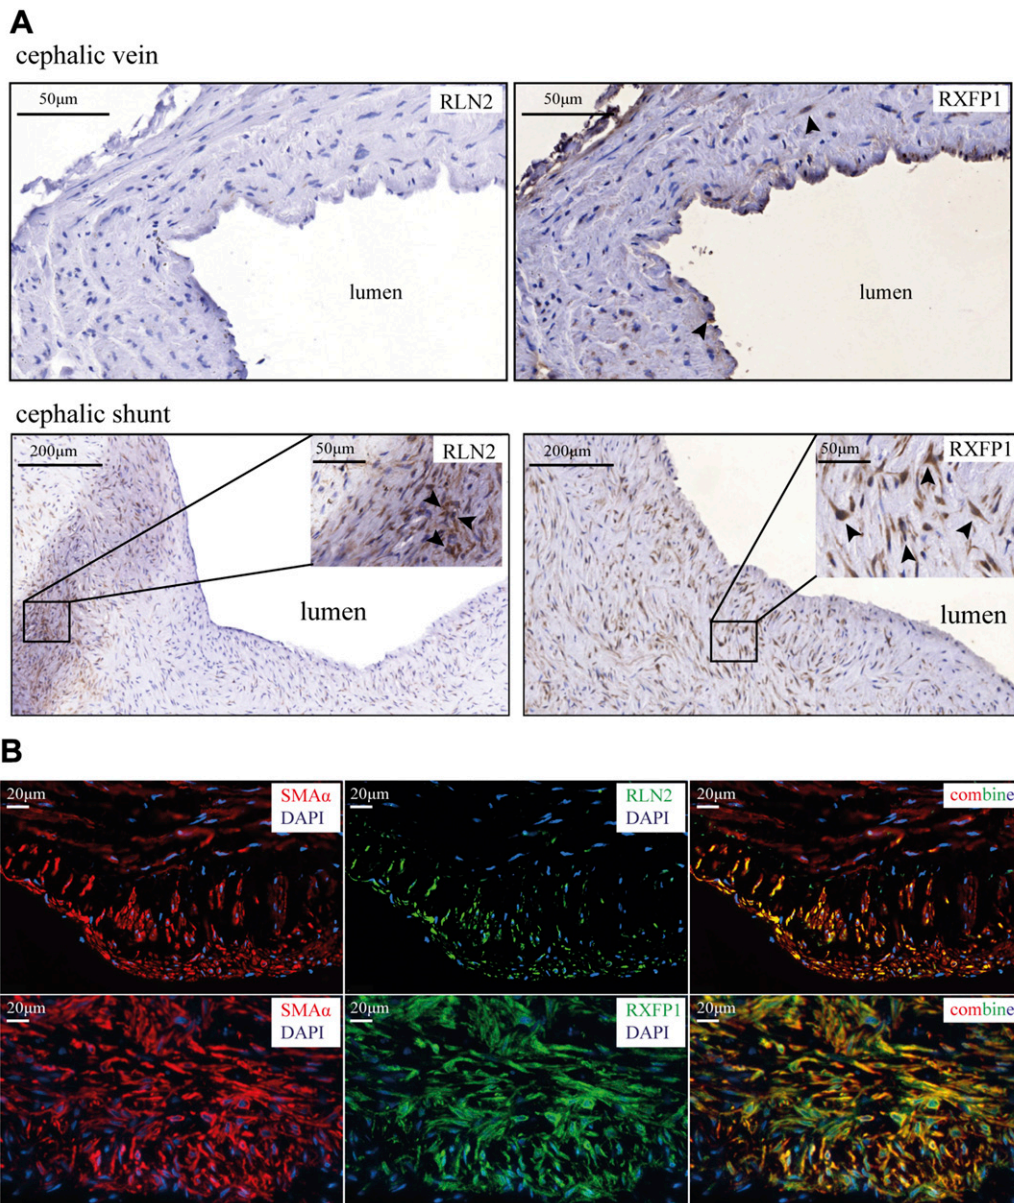 A
cephalic vein
50μm
RLN2
lumen
50μm
RXFP1
lumen
cephalic shunt
200μm
50μm
RLN2
lumen
200μm
50μm
RXFP1
lumen
B
20μm
SMAα
DAPI
20μm
RLN2
DAPI
20μm
combine
20μm
SMAα
DAPI
20μm
RXFP1
DAPI
20μm
combine